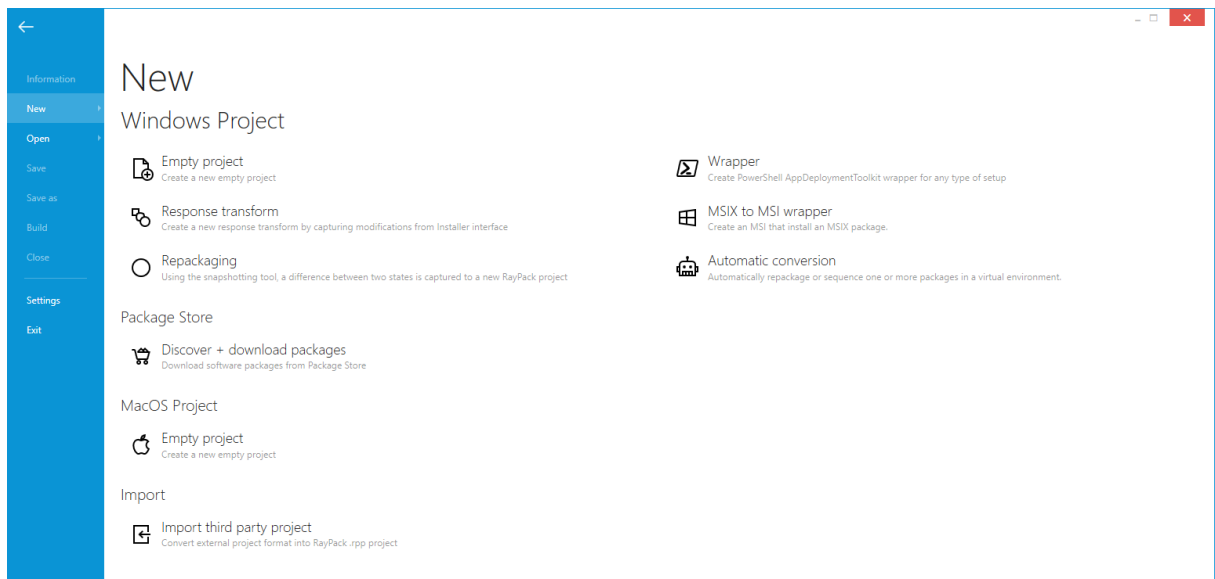 Information
New
Open
Save
Save as
Build
Close
Settings
Exit
New
Windows Project
Empty project
Create a new empty project
Response transform
Create a new response transform by capturing modifications from Installer interface
Repackaging
Using the snapshotting tool, a difference between two states is captured to a new RayPack project
Wrapper
Create PowerShell AppDeploymentToolkit wrapper for any type of setup
MSIX to MSI wrapper
Create an MSI that install an MSIX package.
Automatic conversion
Automatically repackage or sequence one or more packages in a virtual environment.
Package Store
Discover + download packages
Download software packages from Package Store
MacOS Project
Empty project
Create a new empty project
Import
Import third party project
Convert external project format into RayPack .rpp project